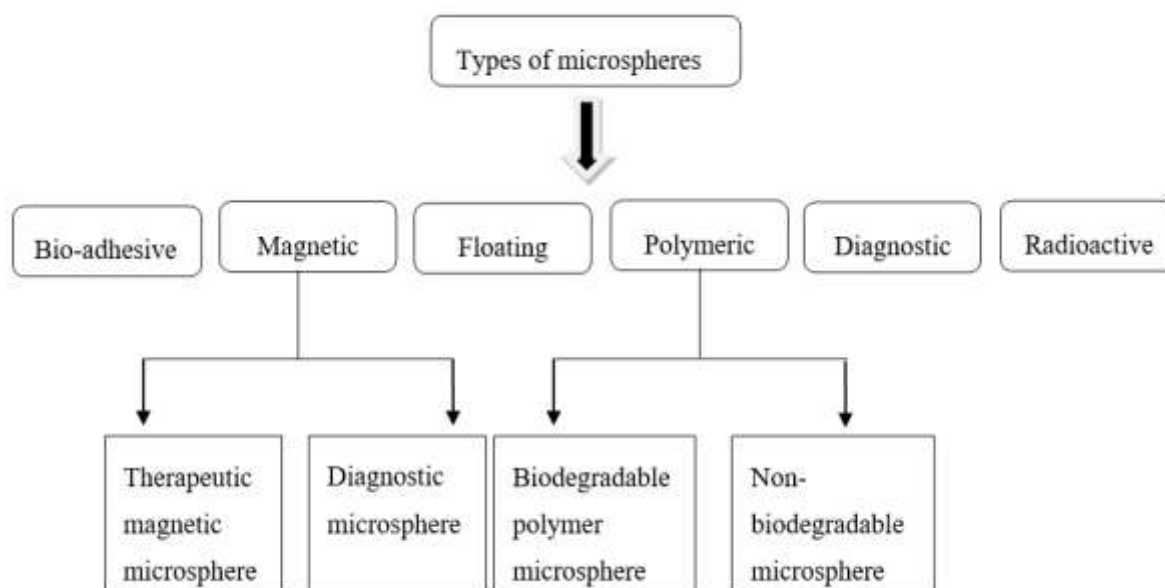 Types of microspheres
Bio-adhesive
Magnetic
Floating
Polymeric
Diagnostic
Radioactive
Therapeutic
magnetic
microsphere
Diagnostic
microsphere
Biodegradable
polymer
microsphere
Non-
biodegradable
microsphere